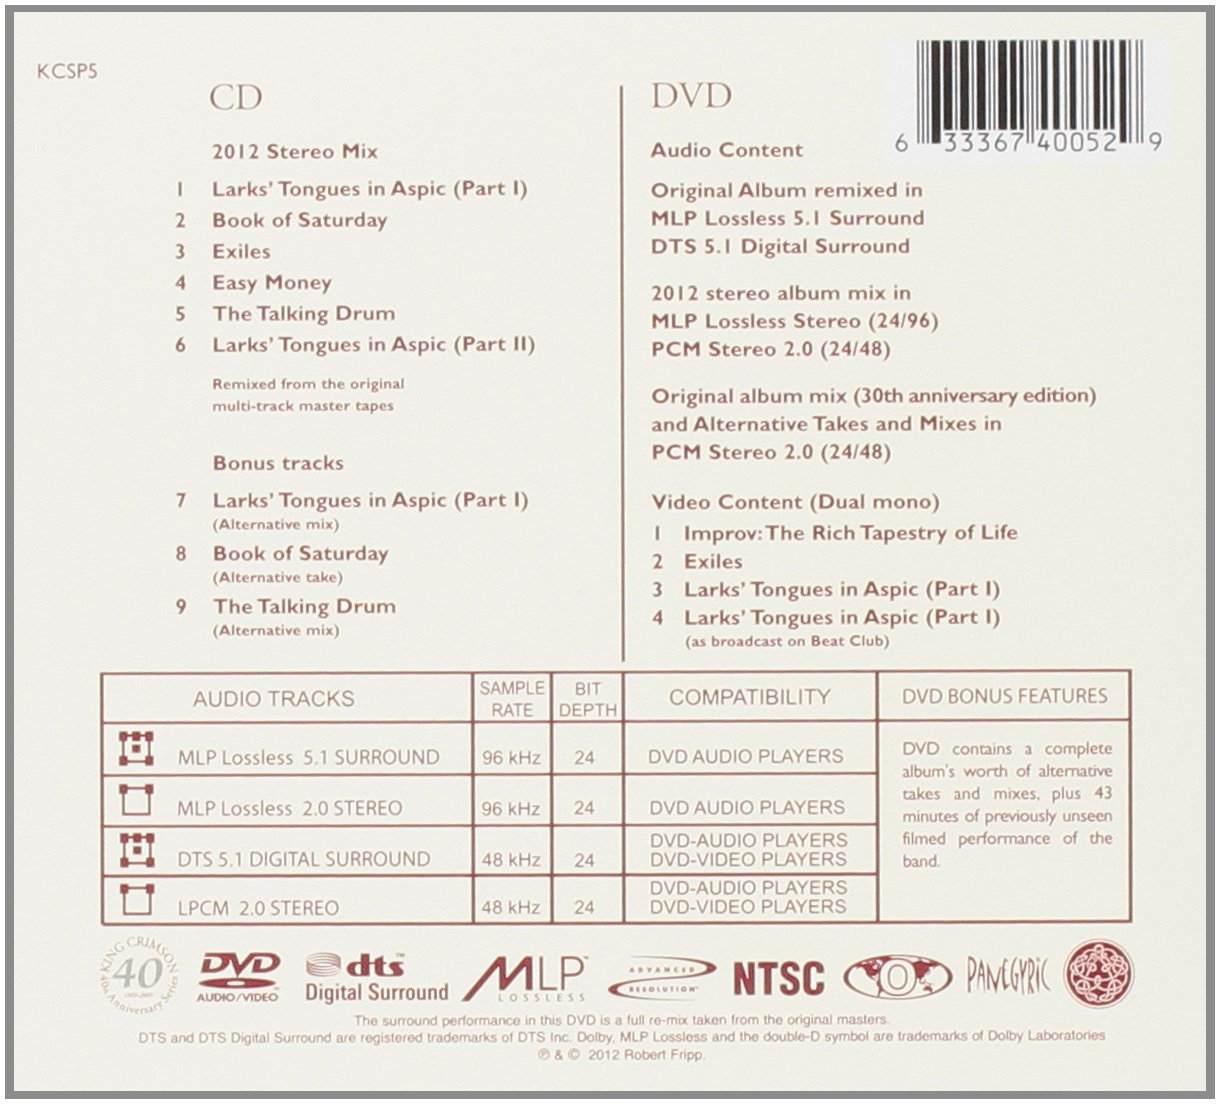 KCSP5
CD
2012 Stereo Mix
1 Larks' Tongues in Aspic (Part I)
2 Book of Saturday
3 Exiles
4 Easy Money
5 The Talking Drum
6 Larks' Tongues in Aspic (Part II)
Remixed from the original
multi-track master tapes
Bonus tracks
7 Larks' Tongues in Aspic (Part I)
(Alternative mix)
8 Book of Saturday
(Alternative take)
9 The Talking Drum
(Alternative mix)
DVD
6 33367 40052 9
Audio Content
Original Album remixed in
MLP Lossless 5.1 Surround
DTS 5.1 Digital Surround
2012 stereo album mix in
MLP Lossless Stereo (24/96)
PCM Stereo 2.0 (24/48)
Original album mix (30th anniversary edition)
and Alternative Takes and Mixes in
PCM Stereo 2.0 (24/48)
Video Content (Dual mono)
1 Improv: The Rich Tapestry of Life
2 Exiles
3 Larks' Tongues in Aspic (Part I)
4 Larks' Tongues in Aspic (Part I)
(as broadcast on Beat Club)
AUDIO TRACKS
SAMPLE
RATE
BIT
DEPTH
COMPATIBILITY
DVD BONUS FEATURES
MLP Lossless 5.1 SURROUND 96 kHz 24 DVD AUDIO PLAYERS
MLP Lossless 2.0 STEREO 96 kHz 24 DVD AUDIO PLAYERS
DTS 5.1 DIGITAL SURROUND 48 kHz 24 DVD-AUDIO PLAYERS
DVD-VIDEO PLAYERS
LPCM 2.0 STEREO 48 kHz 24 DVD-AUDIO PLAYERS
DVD-VIDEO PLAYERS
DVD contains a complete
album's worth of alternative
takes and mixes, plus 43
minutes of previously unseen
filmed performance of the
band.
KING CRIMSON
40
40th Anniversary Series
DVD
AUDIO/VIDEO™
dts™
Digital Surround
MLP™
LOSSLESS
ADVANCED
RESOLUTION™
NTSC
0
PANEGYRIC
The surround performance in this DVD is a full re-mix taken from the original masters.
DTS and DTS Digital Surround are registered trademarks of DTS Inc. Dolby, MLP Lossless and the double-D symbol are trademarks of Dolby Laboratories
℗ & © 2012 Robert Fripp.